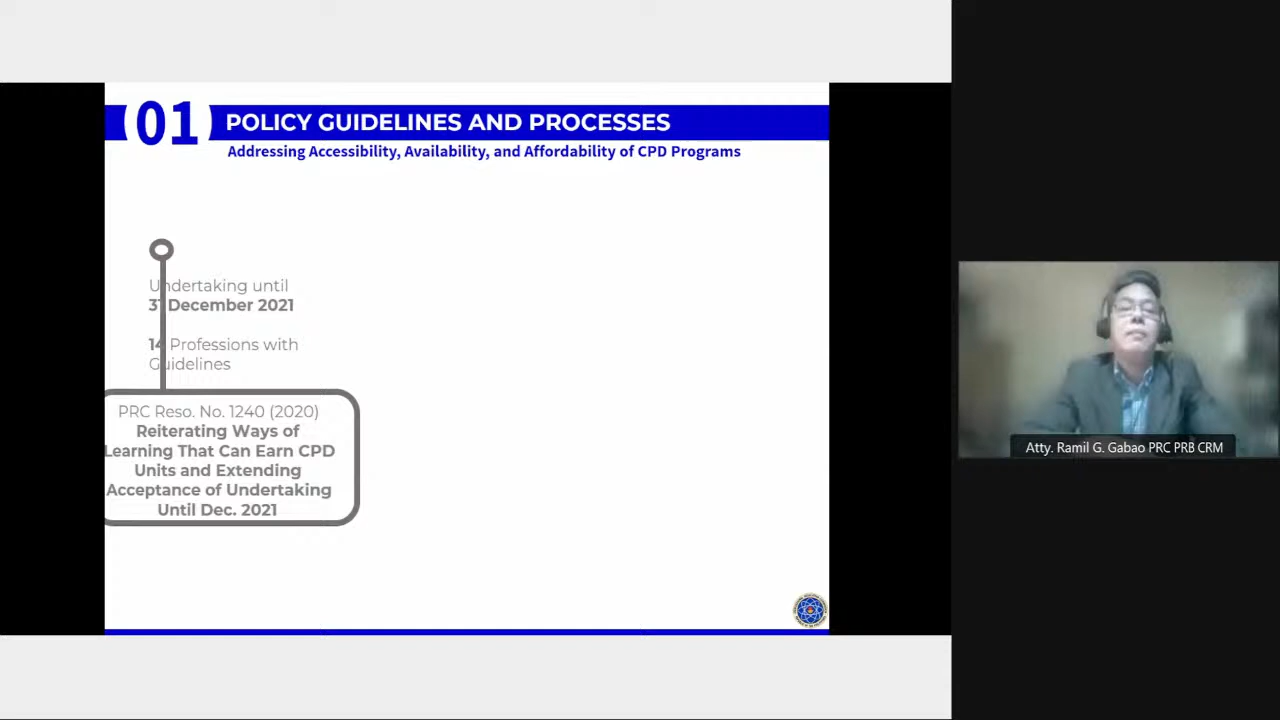 01 POLICY GUIDELINES AND PROCESSES
Addressing Accessibility, Availability, and Affordability of CPD Programs
Undertaking until
31 December 2021
14 Professions with
Guidelines
PRC Reso. No. 1240 (2020)
Reiterating Ways of
Learning That Can Earn CPD
Units and Extending
Acceptance of Undertaking
Until Dec. 2021
Atty. Ramil G. Gabao PRC PRB CRM